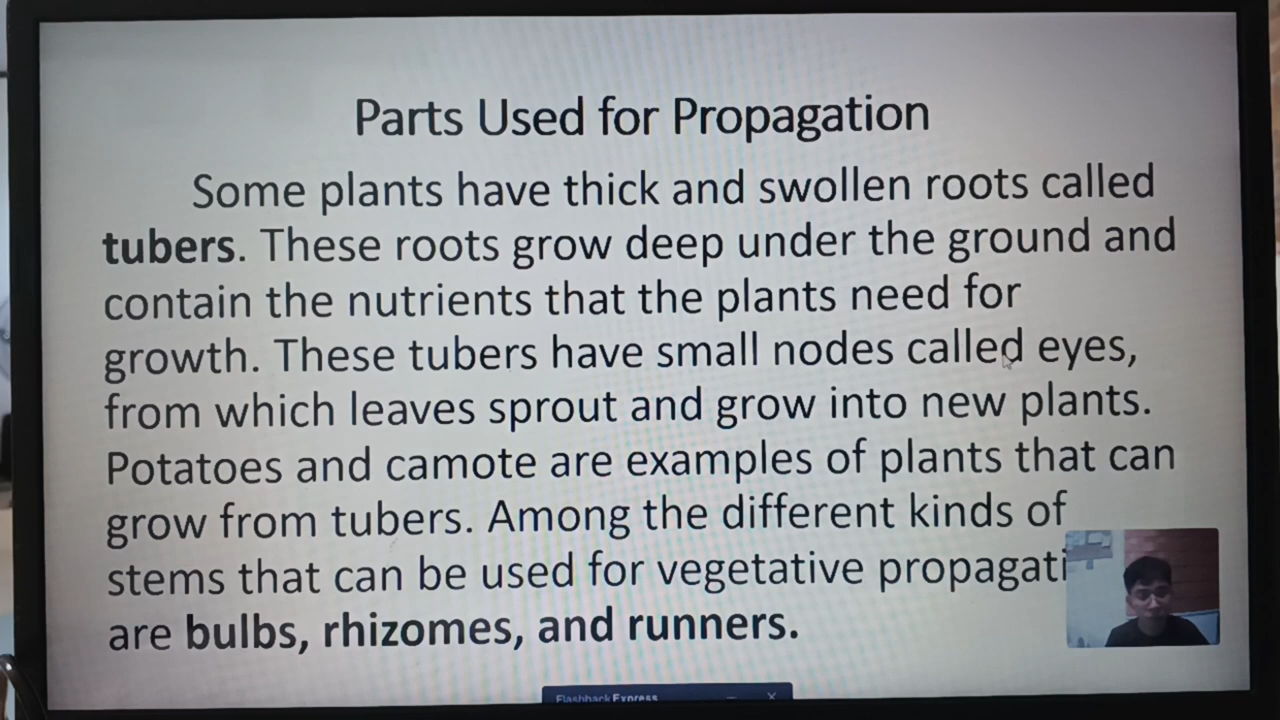 Parts Used for Propagation
Some plants have thick and swollen roots called
tubers. These roots grow deep under the ground and
contain the nutrients that the plants need for
growth. These tubers have small nodes called eyes,
from which leaves sprout and grow into new plants.
Potatoes and camote are examples of plants that can
grow from tubers. Among the different kinds of
stems that can be used for vegetative propagati
are bulbs, rhizomes, and runners.
Flashback Express